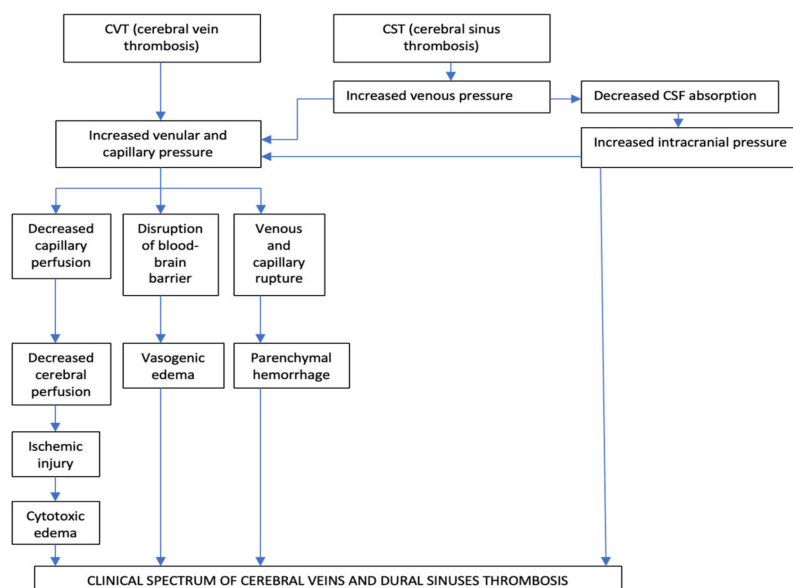 CVT (cerebral vein
thrombosis)
CST (cerebral sinus
thrombosis)
Increased venous pressure
Decreased CSF absorption
Increased venular and
capillary pressure
Increased intracranial pressure
Decreased
capillary
perfusion
Disruption
of blood-
brain
barrier
Venous
and
capillary
rupture
Decreased
cerebral
perfusion
Vasogenic
edema
Parenchymal
hemorrhage
Ischemic
injury
Cytotoxic
edema
CLINICAL SPECTRUM OF CEREBRAL VEINS AND DURAL SINUSES THROMBOSIS